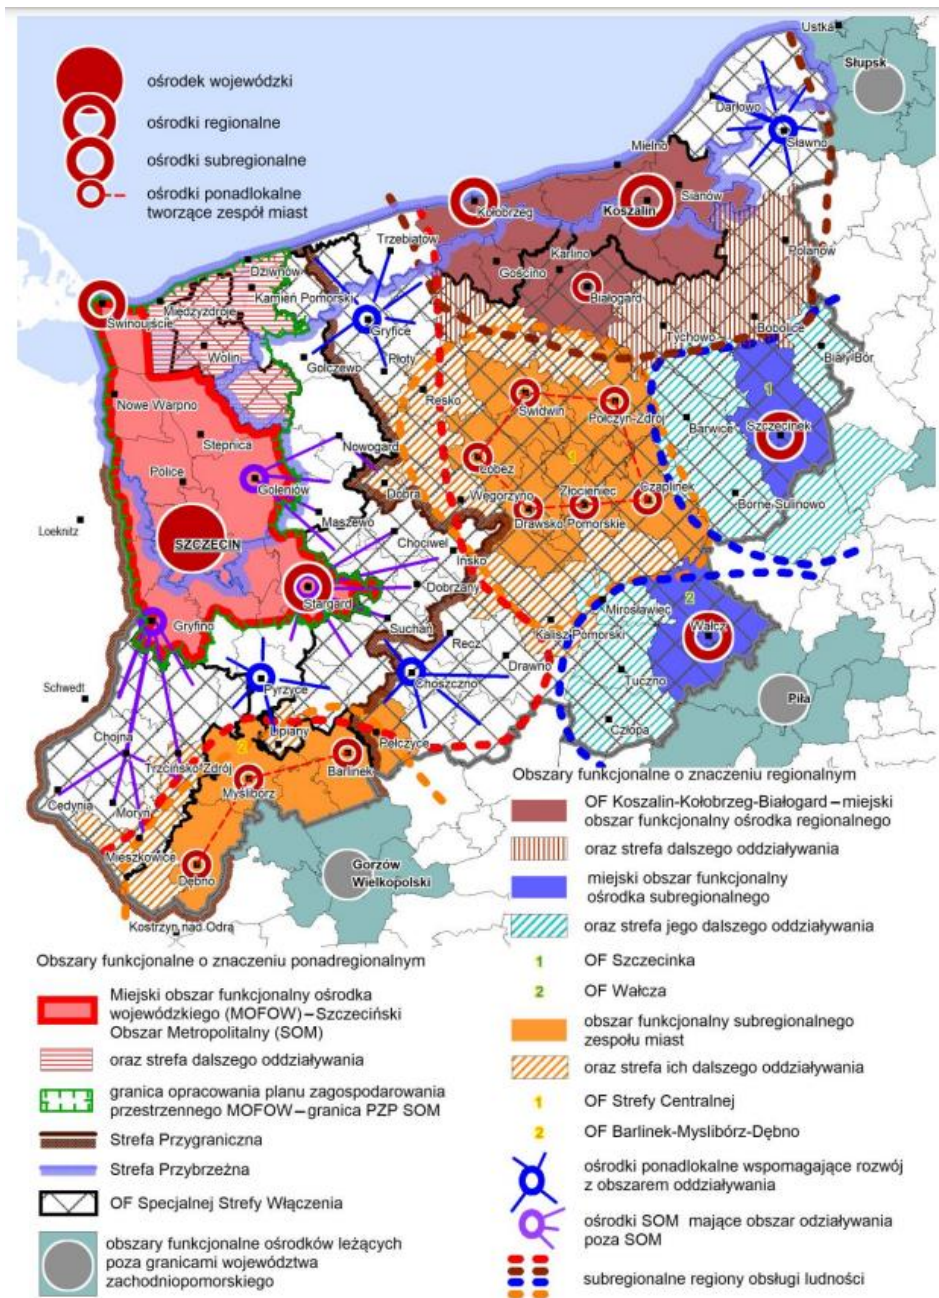 ośrodek wojewódzki
ośrodki regionalne
ośrodki subregionalne
ośrodki ponadlokalne
tworzące zespół miast
Ustka
Słupsk
Darłowo
Sławno
Mielno
Sianów
Kołobrzeg
Koszalin
Trzebiatów
Polanów
Dziwnów
Gościno
Karlino
Kamień Pomorski
Białogard
Międzyzdroje
Świnoujście
Gryfice
Bobolice
Tychowo
Wolin
Płoty
Biały Bór
Golczewo
Resko
Świdwin
Połczyn-Zdrój
1
Nowe Warpno
Barwice
Szczecinek
Stepnica
Nowogard
Łobez
1
Police
Goleniów
Dobra
Węgorzyno
Złocieniec
Czaplinek
Borne Sulinowo
Maszewo
Drawsko Pomorskie
Loeknitz
SZCZECIN
Chociwel
Ińsko
Stargard
Dobrzany
2
Mirosławiec
Gryfino
Suchań
Kalisz Pomorski
Wałcz
Recz
Drawno
Schwedt
Pyrzyce
Choszczno
Tuczno
Piła
Człopa
Chojna
Lipiany
Pełczyce
2
Trzcińsko-Zdrój
Barlinek
Myślibórz
Cedynia
Moryń
Mieszkowice
Dębno
Gorzów
Wielkopolski
Kostrzyn nad Odrą
Obszary funkcjonalne o znaczeniu regionalnym
OF Koszalin-Kołobrzeg-Białogard – miejski
obszar funkcjonalny ośrodka regionalnego
oraz strefa dalszego oddziaływania
miejski obszar funkcjonalny
ośrodka subregionalnego
oraz strefa jego dalszego oddziaływania
1 OF Szczecinka
2 OF Wałcza
obszar funkcjonalny subregionalnego
zespołu miast
oraz strefa ich dalszego oddziaływania
1 OF Strefy Centralnej
2 OF Barlinek-Myslibórz-Dębno
ośrodki ponadlokalne wspomagające rozwój
z obszarem oddziaływania
ośrodki SOM mające obszar odziaływania
poza SOM
subregionalne regiony obsługi ludności
Obszary funkcjonalne o znaczeniu ponadregionalnym
Miejski obszar funkcjonalny ośrodka
wojewódzkiego (MOFOW) – Szczeciński
Obszar Metropolitalny (SOM)
oraz strefa dalszego oddziaływania
granica opracowania planu zagospodarowania
przestrzennego MOFOW – granica PZP SOM
Strefa Przygraniczna
Strefa Przybrzeżna
OF Specjalnej Strefy Włączenia
obszary funkcjonalne ośrodków leżących
poza granicami województwa
zachodniopomorskiego